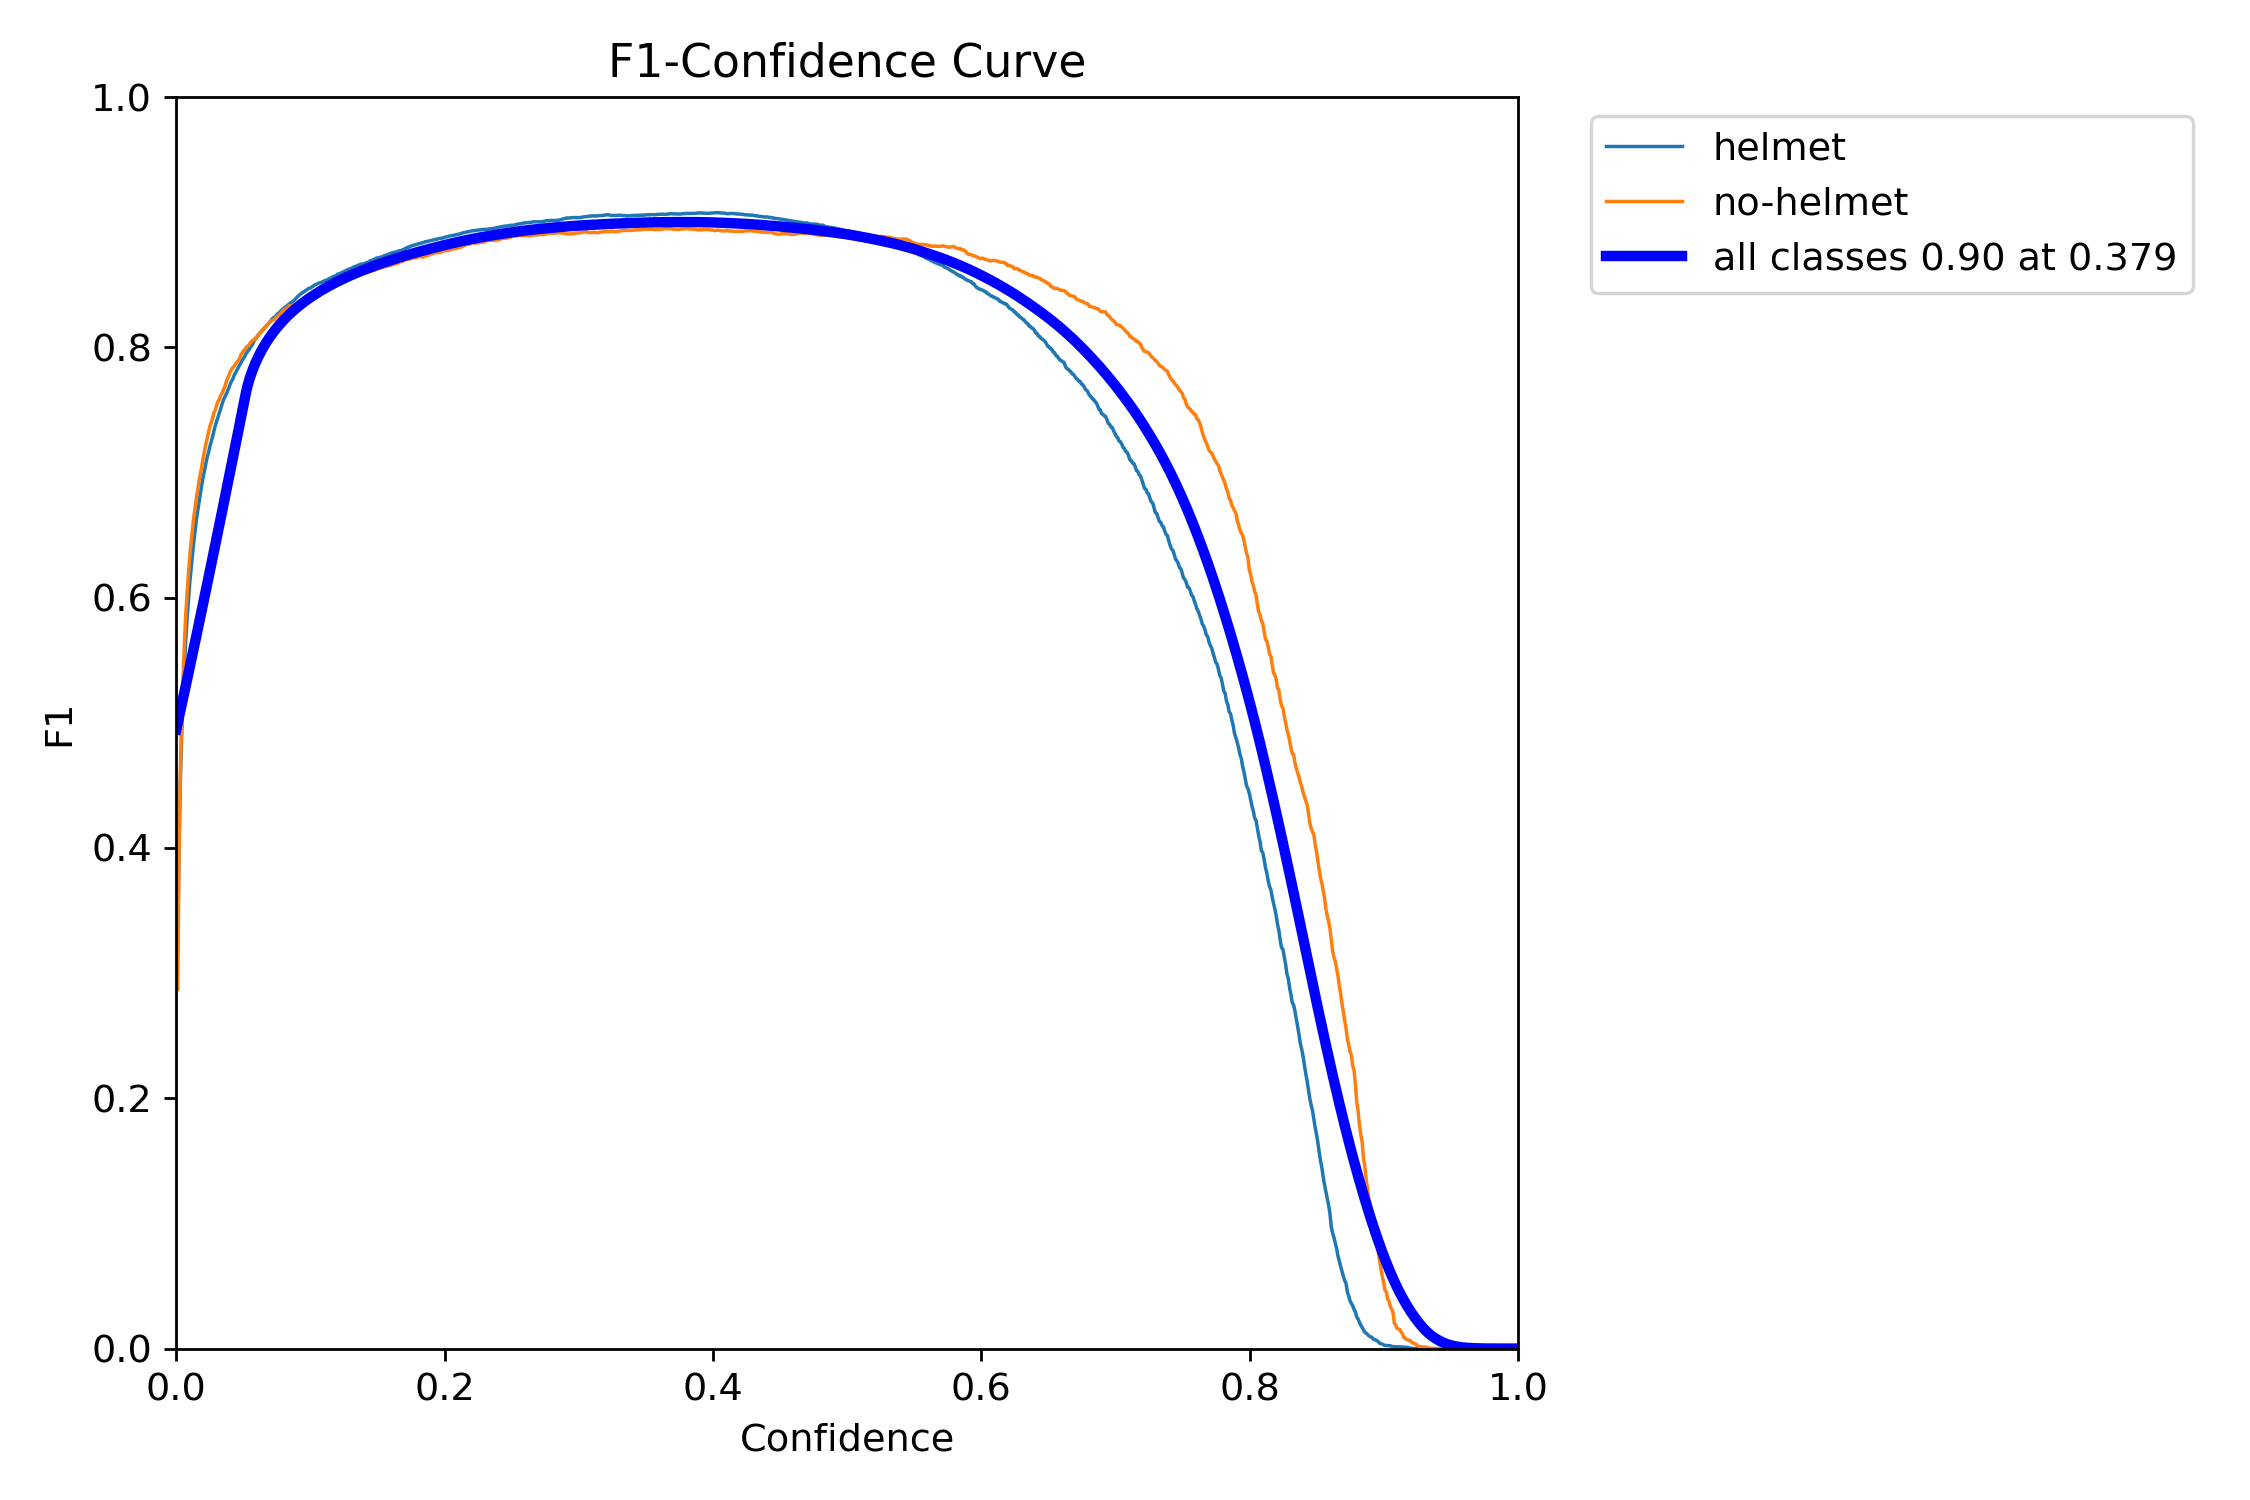 F1-Confidence Curve
1.0
0.8
0.6
0.4
0.2
0.0
F1
0.0 0.2 0.4 0.6 0.8 1.0
Confidence
helmet
no-helmet
all classes 0.90 at 0.379